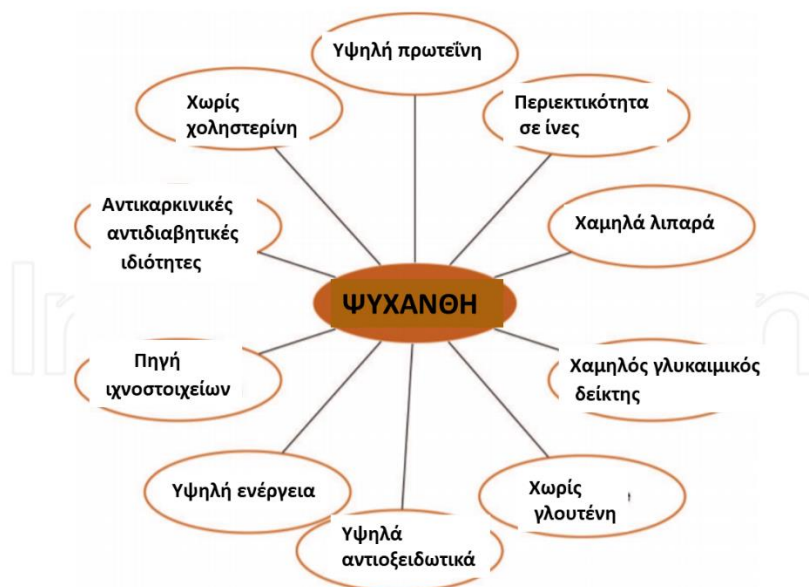 Υψηλή πρωτεΐνη
Περιεκτικότητα
σε ίνες
Χαμηλά λιπαρά
Χαμηλός γλυκαιμικός
δείκτης
Χωρίς
γλουτένη
Υψηλά
αντιοξειδωτικά
Υψηλή ενέργεια
Πηγή
ιχνοστοιχείων
Αντικαρκινικές
αντιδιαβητικές
ιδιότητες
Χωρίς
χοληστερίνη
ΨΥΧΑΝΘΗ